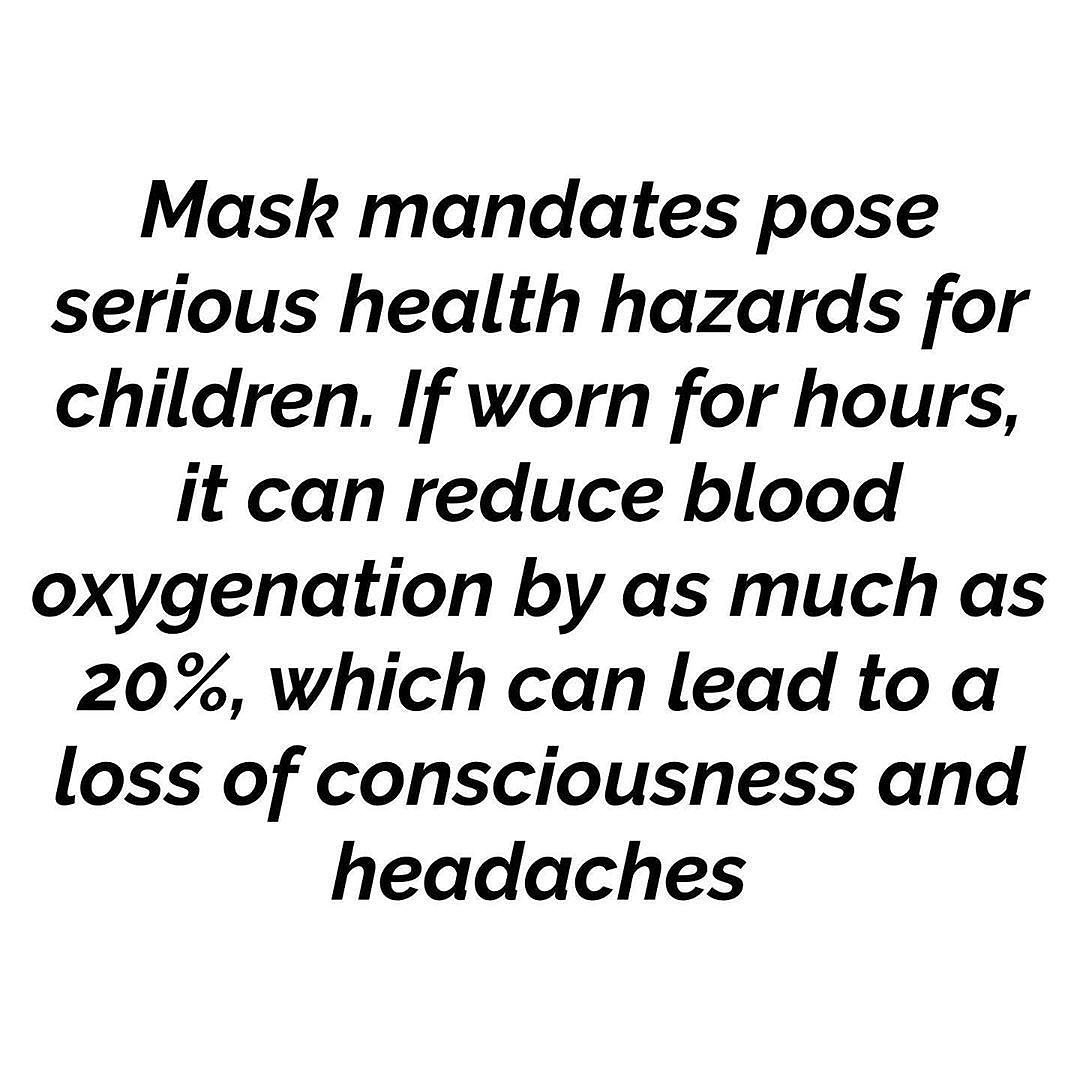 Mask mandates pose
serious health hazards for
children. If worn for hours,
it can reduce blood
oxygenation by as much as
20%, which can lead to a
loss of consciousness and
headaches